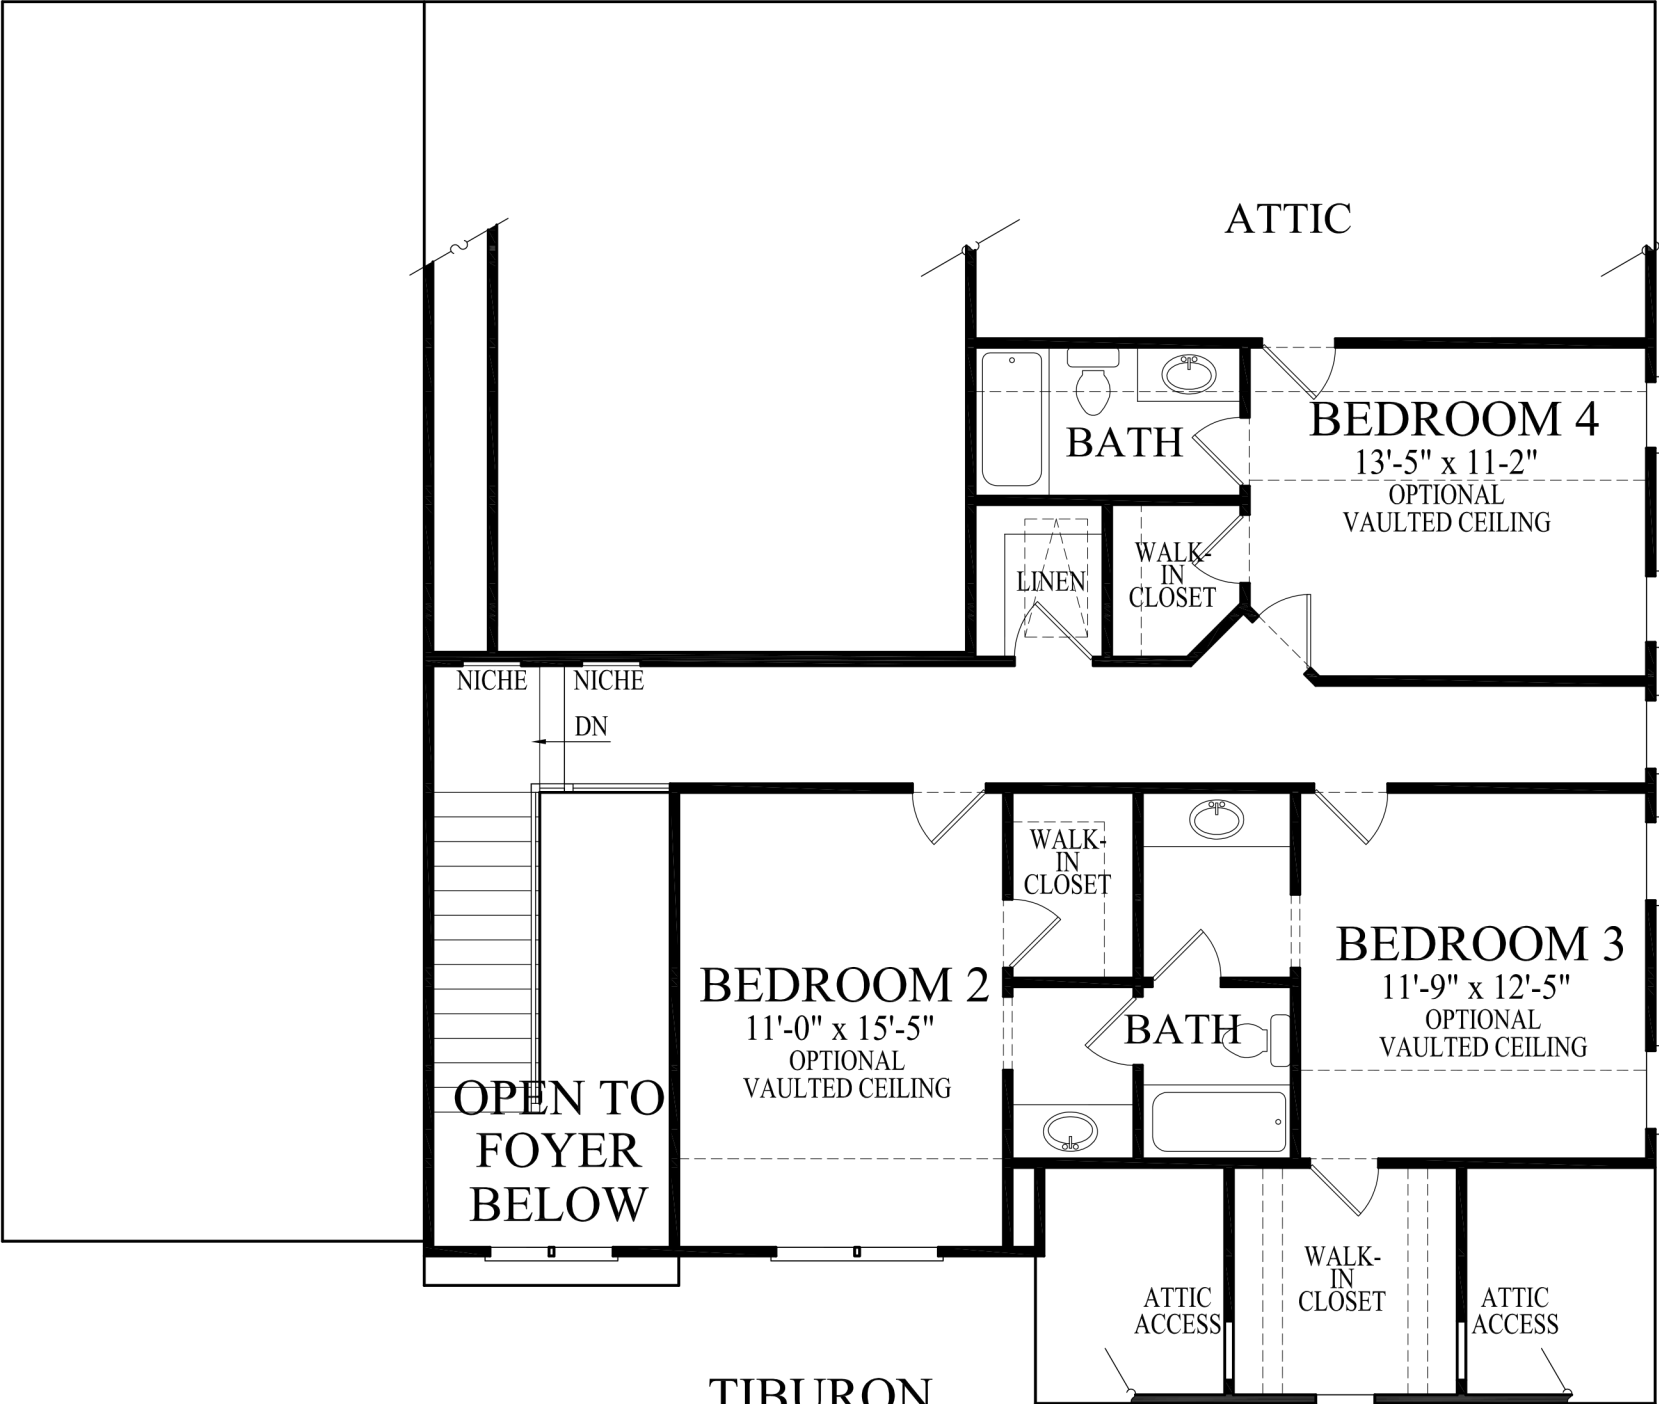 ATTIC
BATH
BEDROOM 4
13'-5" x 11-2"
OPTIONAL
VAULTED CEILING
LINEN
WALK-
IN
CLOSET
NICHE
NICHE
DN
WALK-
IN
CLOSET
BEDROOM 2
11'-0" x 15'-5"
OPTIONAL
VAULTED CEILING
BATH
BEDROOM 3
11'-9" x 12'-5"
OPTIONAL
VAULTED CEILING
OPEN TO
FOYER
BELOW
ATTIC
ACCESS
WALK-
IN
CLOSET
ATTIC
ACCESS
TIBURON